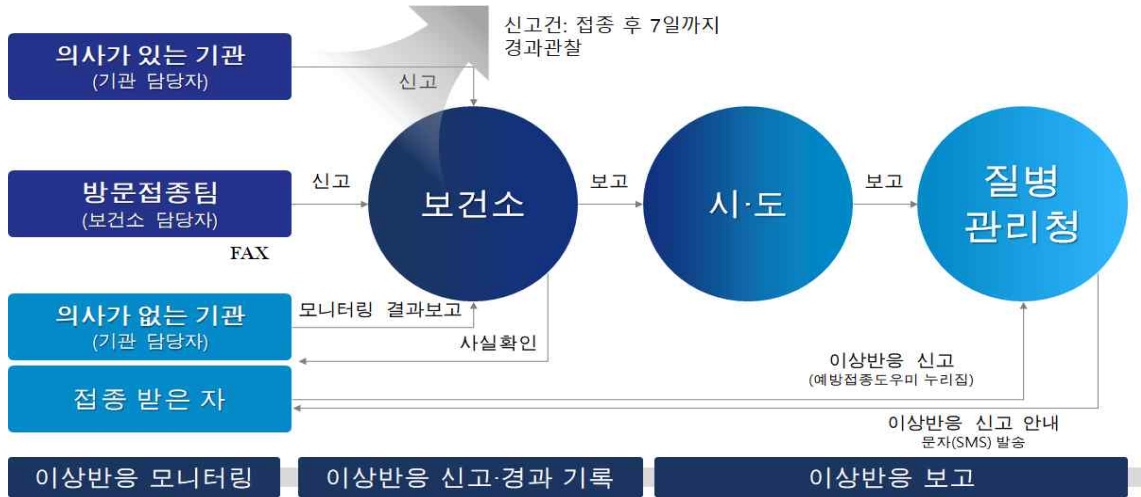 신고건: 접종 후 7일까지
경과관찰
의사가 있는 기관
(기관 담당자)
신고
방문접종팀
(보건소 담당자)
신고
보건소
보고
시·도
보고
질병
관리청
FAX
의사가 없는 기관
(기관 담당자)
모니터링 결과보고
사실확인
접종 받은 자
이상반응 신고
(예방접종도우미 누리집)
이상반응 신고 안내
문자(SMS) 발송
이상반응 모니터링
이상반응 신고·경과 기록
이상반응 보고